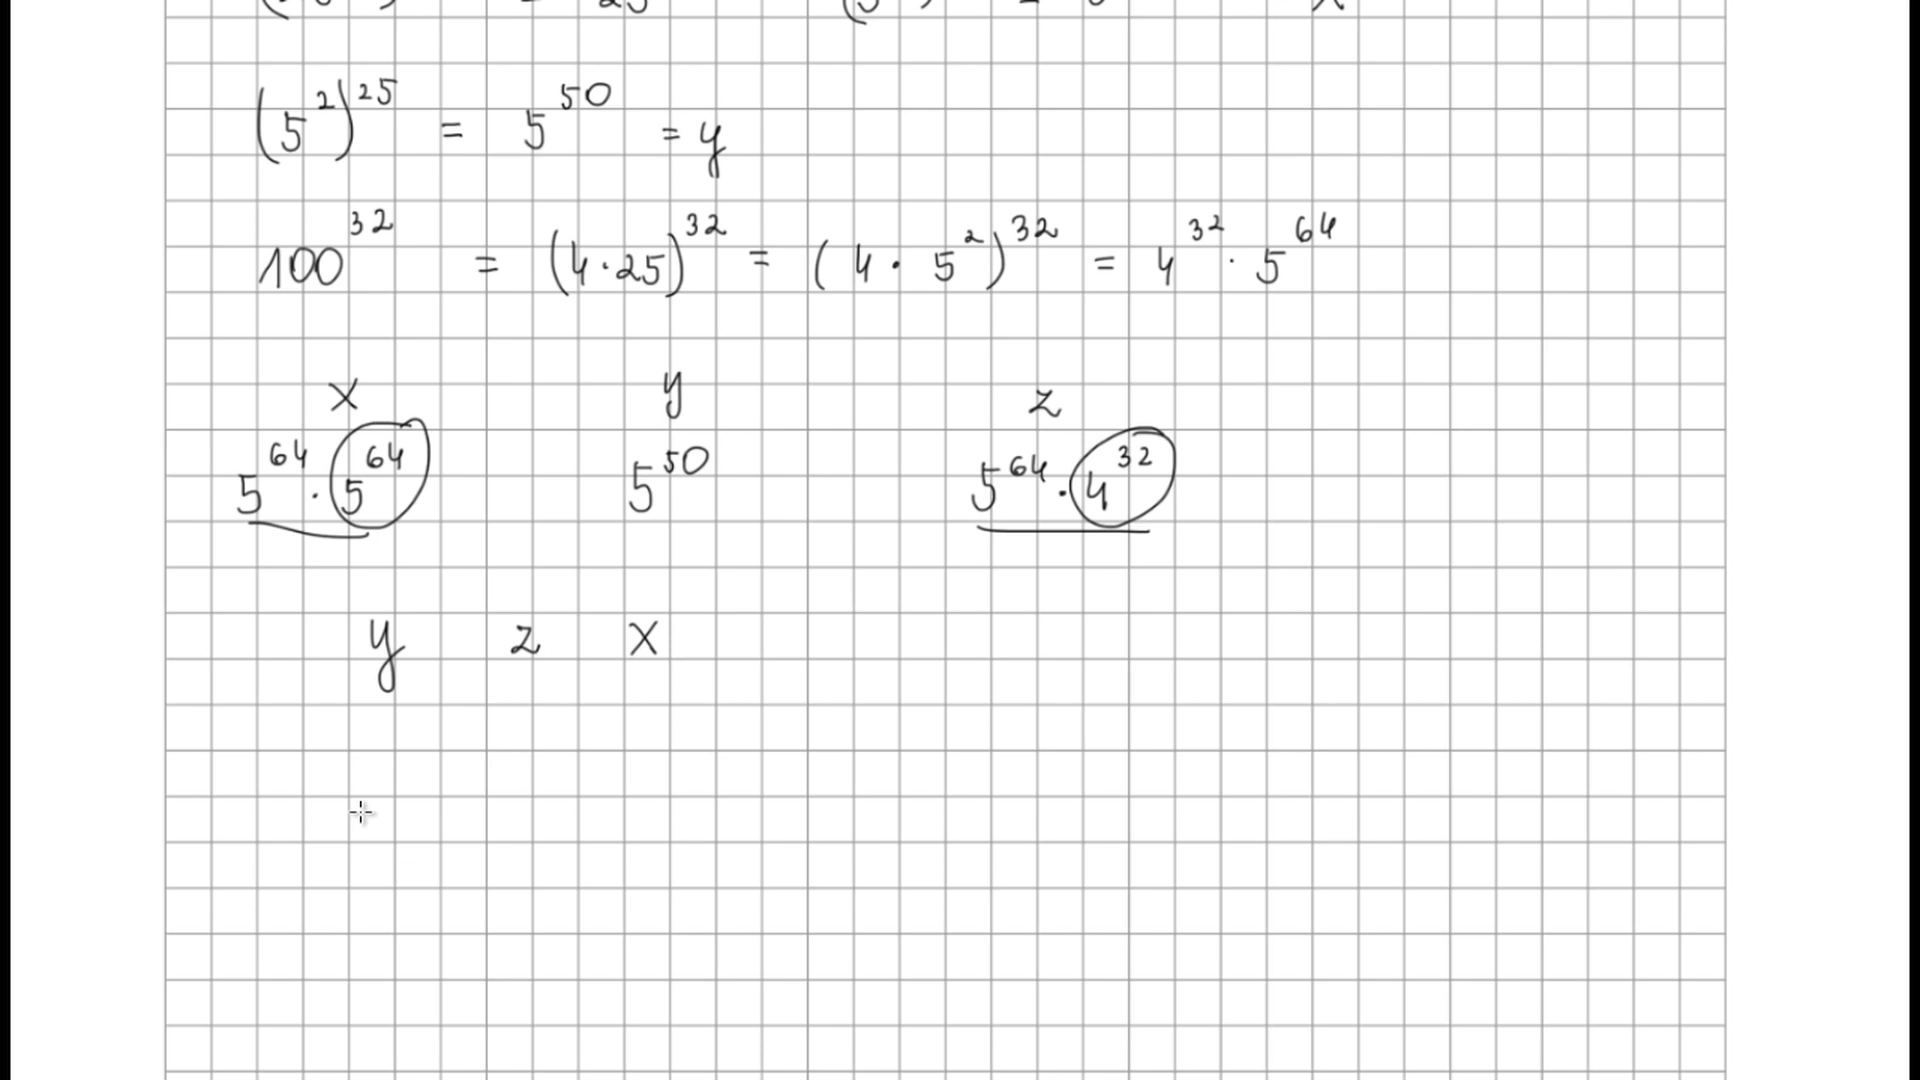 (5²)²⁵ = 5⁵⁰ = y
100³² = (4·25)³² = (4·5²)³² = 4³² · 5⁶⁴
x y z
5⁶⁴ · 5⁶⁴ 5⁵⁰ 5⁶⁴ · 4³²
y z x